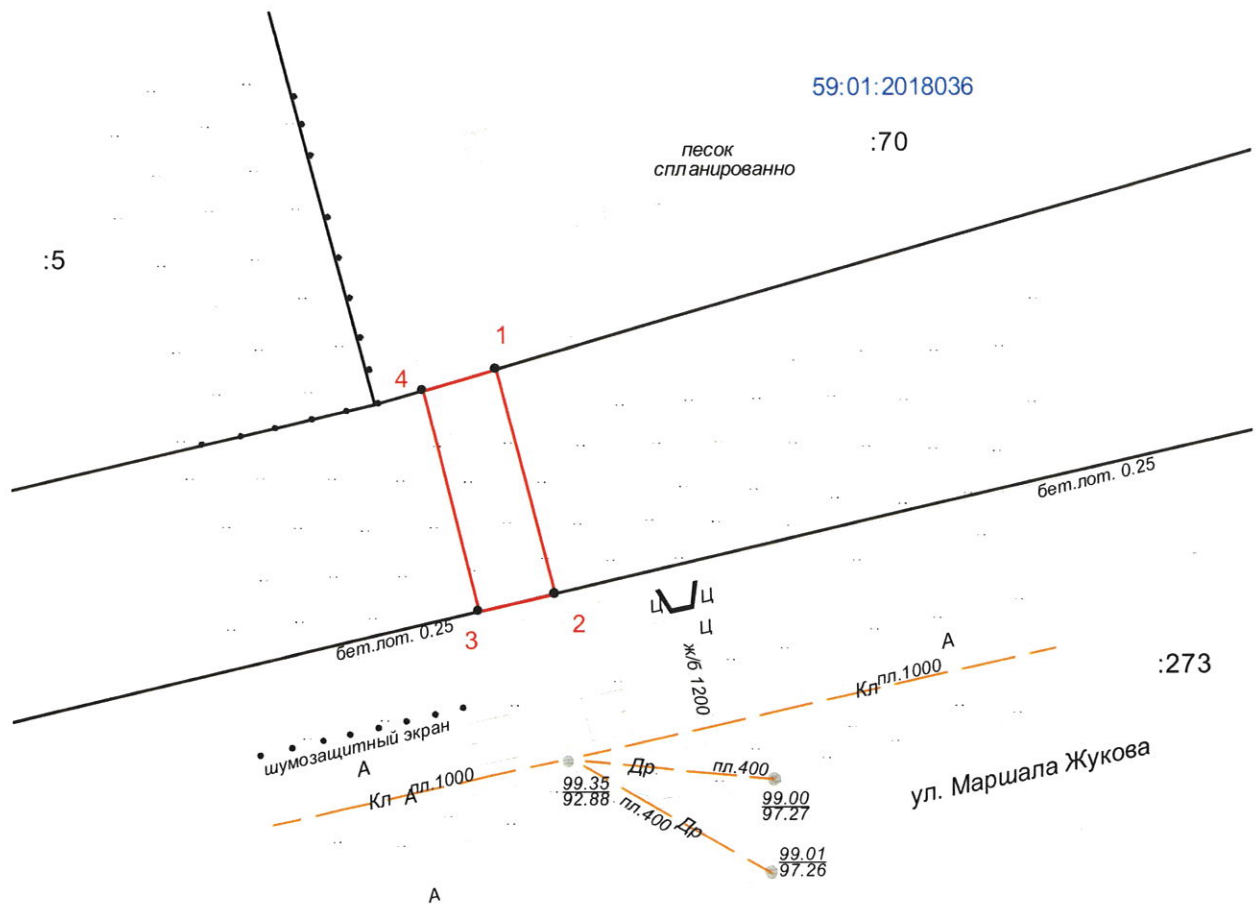 59:01:2018036
:70
песок
спланированно
:5
1
4
бет.лот. 0.25
Ц
Ц
Ц
2
3
бет.лот. 0.25
ж/б 1200
А
:273
Кл пл.1000
шумозащитный экран
А
Кл А пл.1000
99.35
92.88
Др пл.400
99.00
97.27
ул. Маршала Жукова
пл.400 Др
99.01
97.26
А